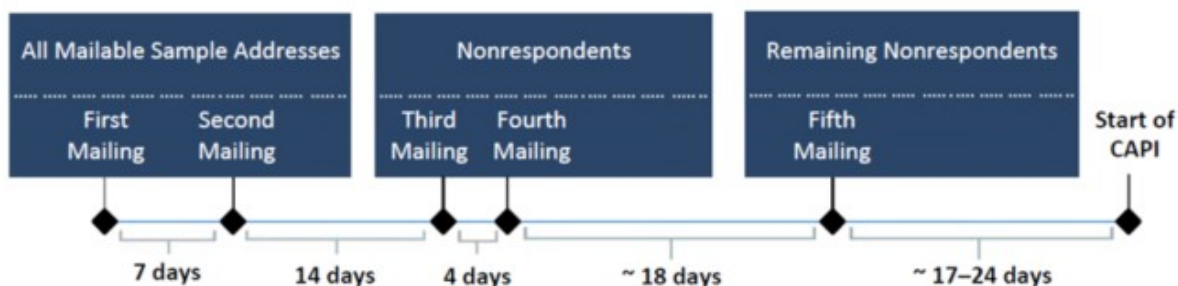 All Mailable Sample Addresses
First
Mailing
Second
Mailing
Nonrespondents
Third
Mailing
Fourth
Mailing
Remaining Nonrespondents
Fifth
Mailing
Start of
CAPI
7 days
14 days
4 days
~ 18 days
~ 17–24 days